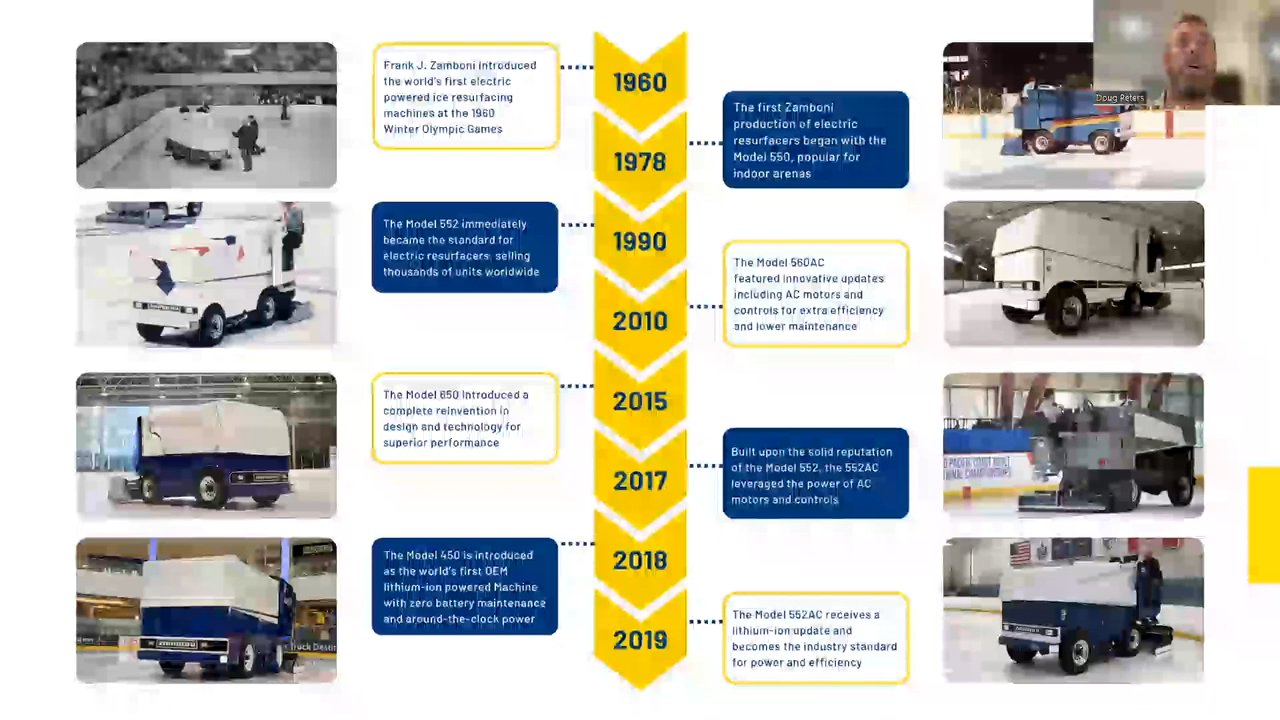 Frank J. Zamboni introduced
the world's first electric
powered ice resurfacing
machines at the 1960
Winter Olympic Games
1960
Doug Peters
The first Zamboni
production of electric
resurfacers began with the
Model 550, popular for
indoor arenas
1978
The Model 552 immediately
became the standard for
electric resurfacers, selling
thousands of units worldwide
1990
The Model 560AC
featured innovative updates
including AC motors and
controls for extra efficiency
and lower maintenance
2010
The Model 650 introduced a
complete reinvention in
design and technology for
superior performance
2015
Built upon the solid reputation
of the Model 552, the 552AC
leveraged the power of AC
motors and controls
2017
PACIFIC COAST
The Model 450 is introduced
as the world's first OEM
lithium-ion powered Machine
with zero battery maintenance
and around-the-clock power
2018
The Model 552AC receives a
lithium-ion update and
becomes the industry standard
for power and efficiency
2019